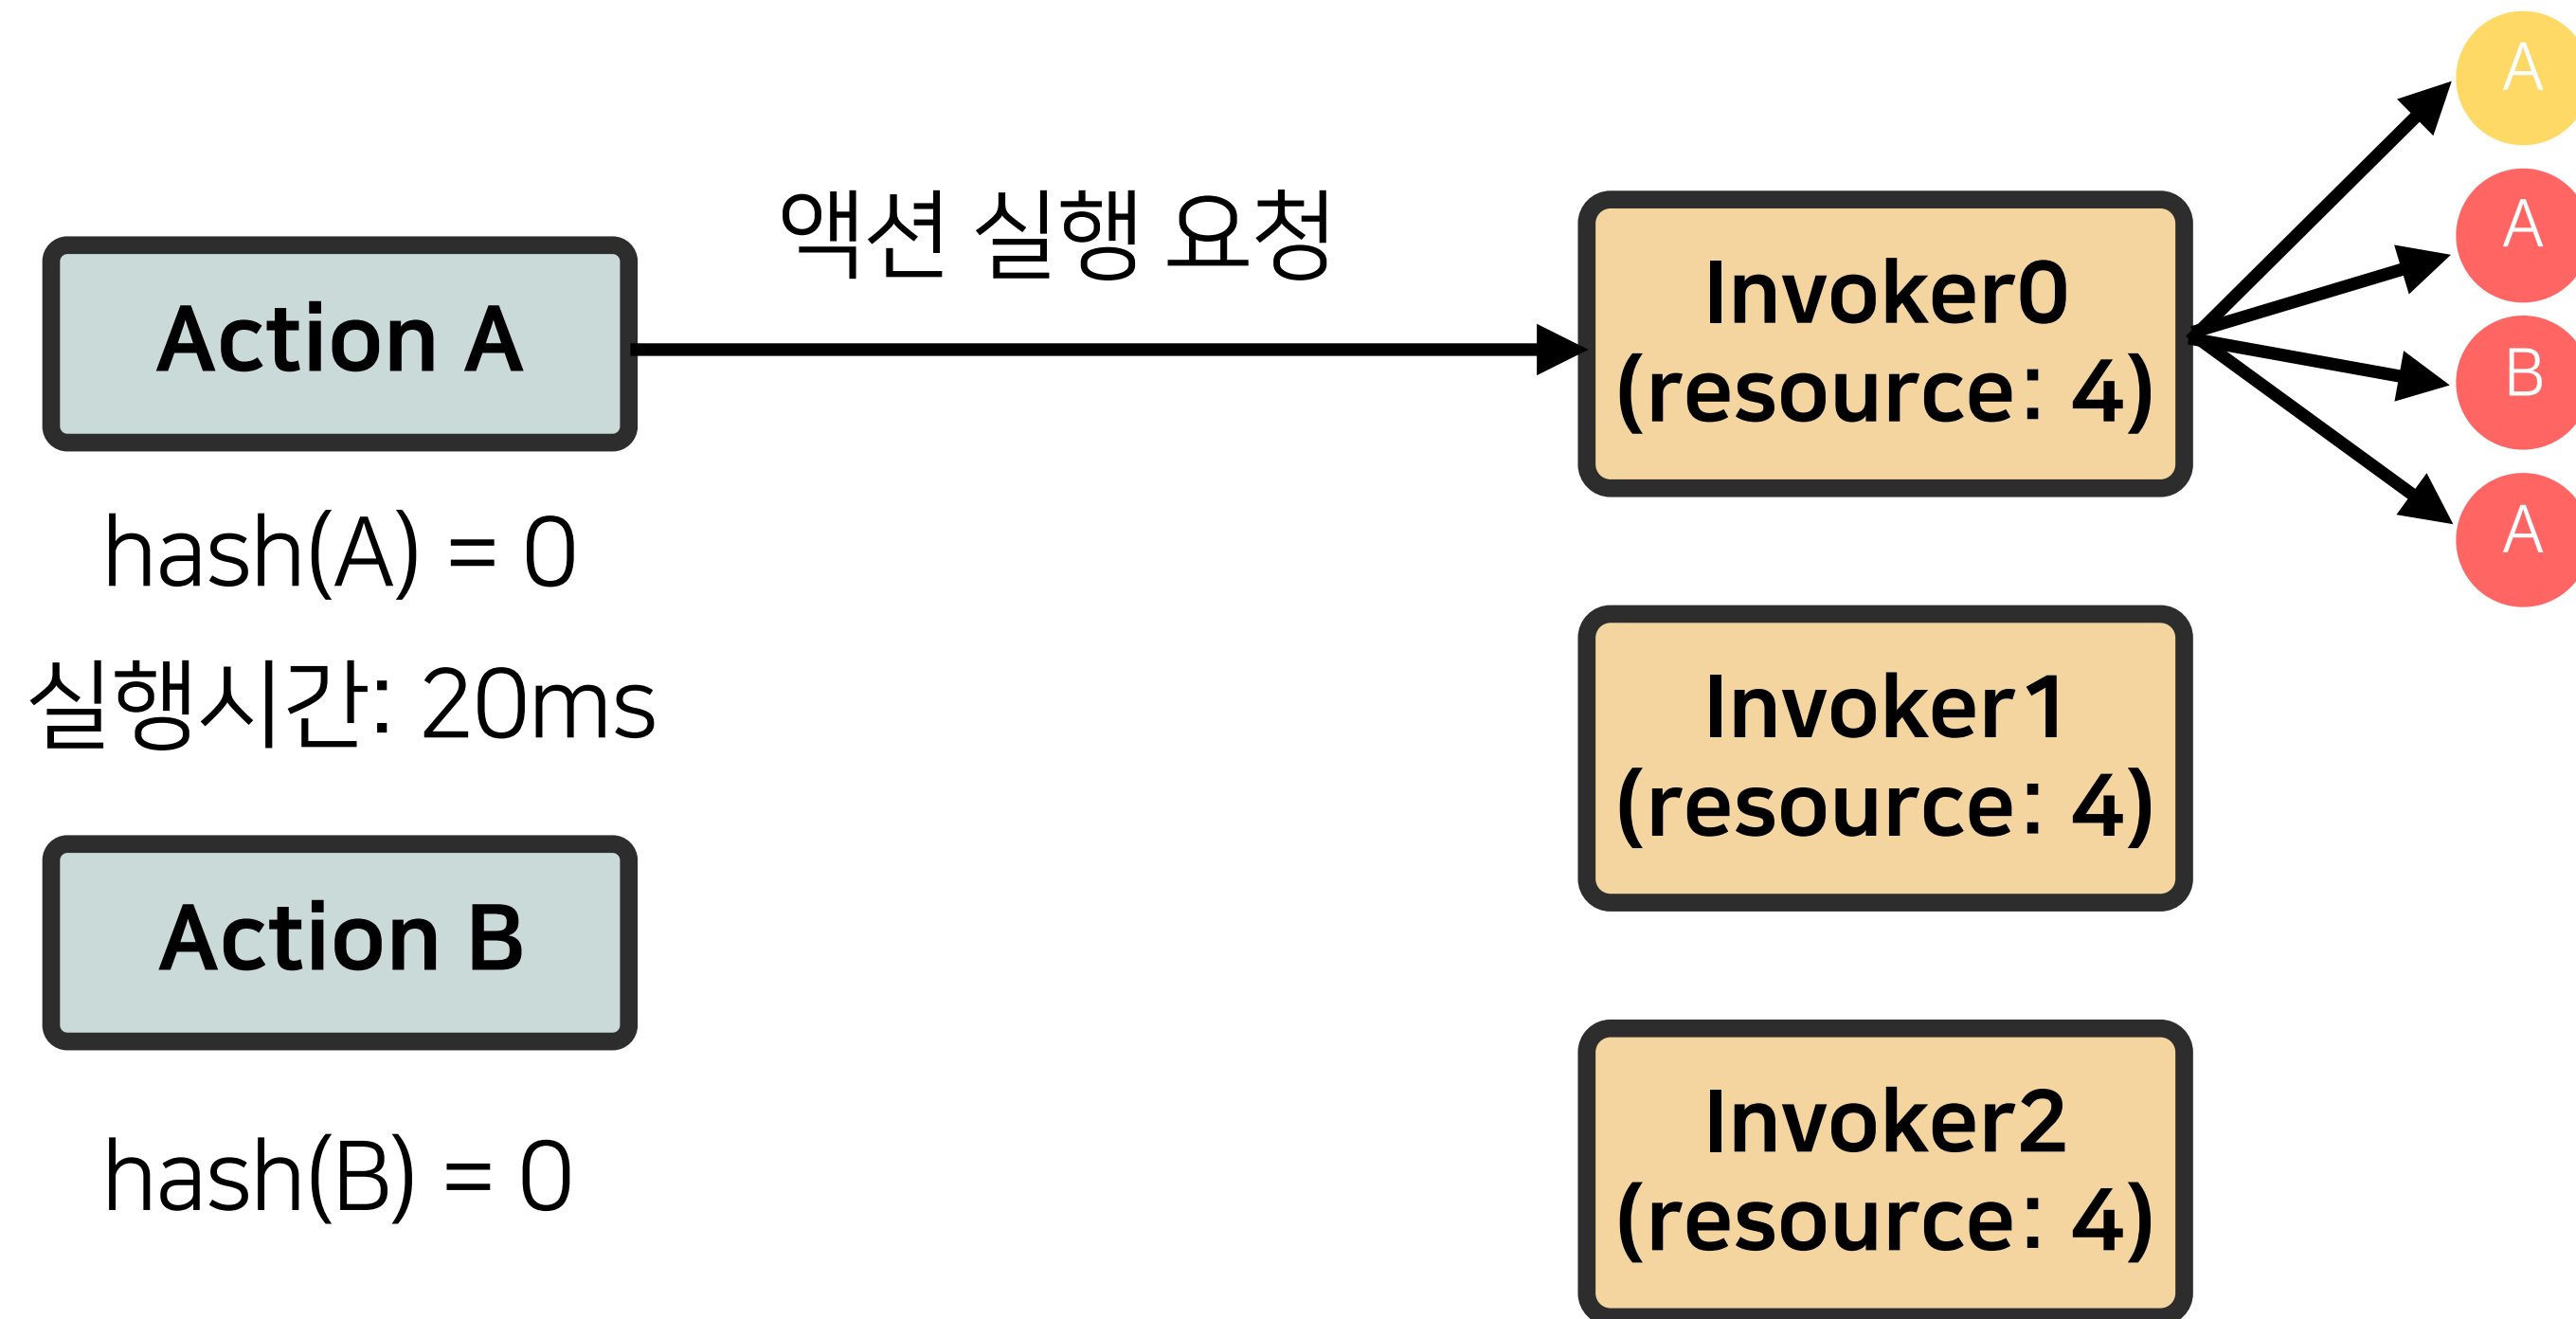 Action A
hash(A) = 0
실행시간: 20ms
Action B
hash(B) = 0
액션 실행 요청
Invoker0
(resource: 4)
Invoker1
(resource: 4)
Invoker2
(resource: 4)
A
A
B
A